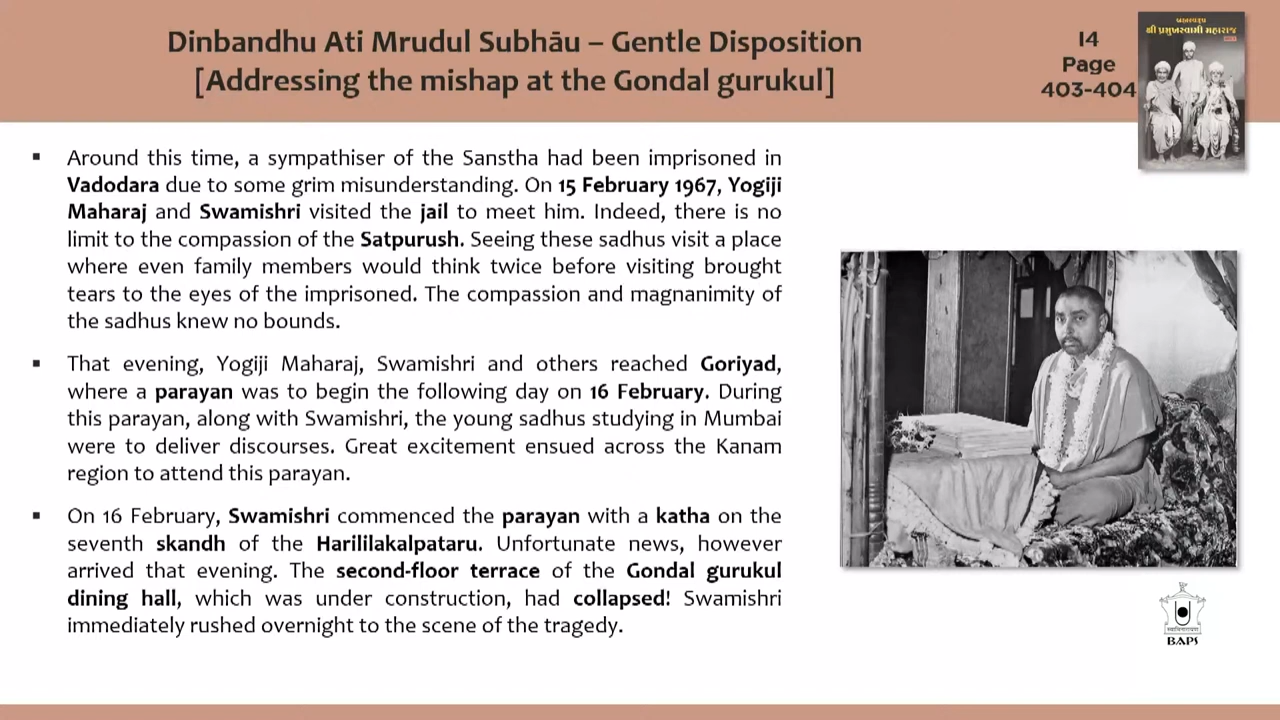 Dinbandhu Ati Mrudul Subhāu – Gentle Disposition
[Addressing the mishap at the Gondal gurukul]
14
Page
403-404
બ્રહ્મસ્વરૂપ
શ્રી પ્રમુખસ્વામી મહારાજ
▪ Around this time, a sympathiser of the Sanstha had been imprisoned in
Vadodara due to some grim misunderstanding. On 15 February 1967, Yogiji
Maharaj and Swamishri visited the jail to meet him. Indeed, there is no
limit to the compassion of the Satpurush. Seeing these sadhus visit a place
where even family members would think twice before visiting brought
tears to the eyes of the imprisoned. The compassion and magnanimity of
the sadhus knew no bounds.
▪ That evening, Yogiji Maharaj, Swamishri and others reached Goriyad,
where a parayan was to begin the following day on 16 February. During
this parayan, along with Swamishri, the young sadhus studying in Mumbai
were to deliver discourses. Great excitement ensued across the Kanam
region to attend this parayan.
▪ On 16 February, Swamishri commenced the parayan with a katha on the
seventh skandh of the Harililakalpataru. Unfortunate news, however
arrived that evening. The second-floor terrace of the Gondal gurukul
dining hall, which was under construction, had collapsed! Swamishri
immediately rushed overnight to the scene of the tragedy.
BAPS